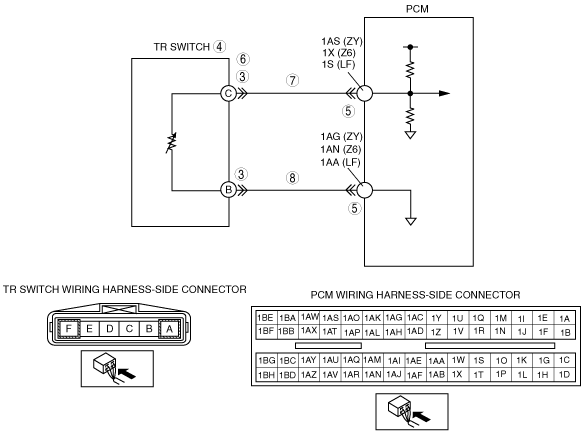 PCM
TR SWITCH ④
1AS (ZY)
1X (Z6)
1S (LF)
⑥
③
⑦
C
⑤
1AG (ZY)
1AN (Z6)
1AA (LF)
③
⑧
B
⑤
TR SWITCH WIRING HARNESS-SIDE CONNECTOR
F E D C B A
PCM WIRING HARNESS-SIDE CONNECTOR
1BE 1BA 1AW 1AS 1AO 1AK 1AG 1AC 1Y 1U 1Q 1M 1I 1E 1A
1BF 1BB 1AX 1AT 1AP 1AL 1AH 1AD 1Z 1V 1R 1N 1J 1F 1B
1BG 1BC 1AY 1AU 1AQ 1AM 1AI 1AE 1AA 1W 1S 1O 1K 1G 1C
1BH 1BD 1AZ 1AV 1AR 1AN 1AJ 1AF 1AB 1X 1T 1P 1L 1H 1D